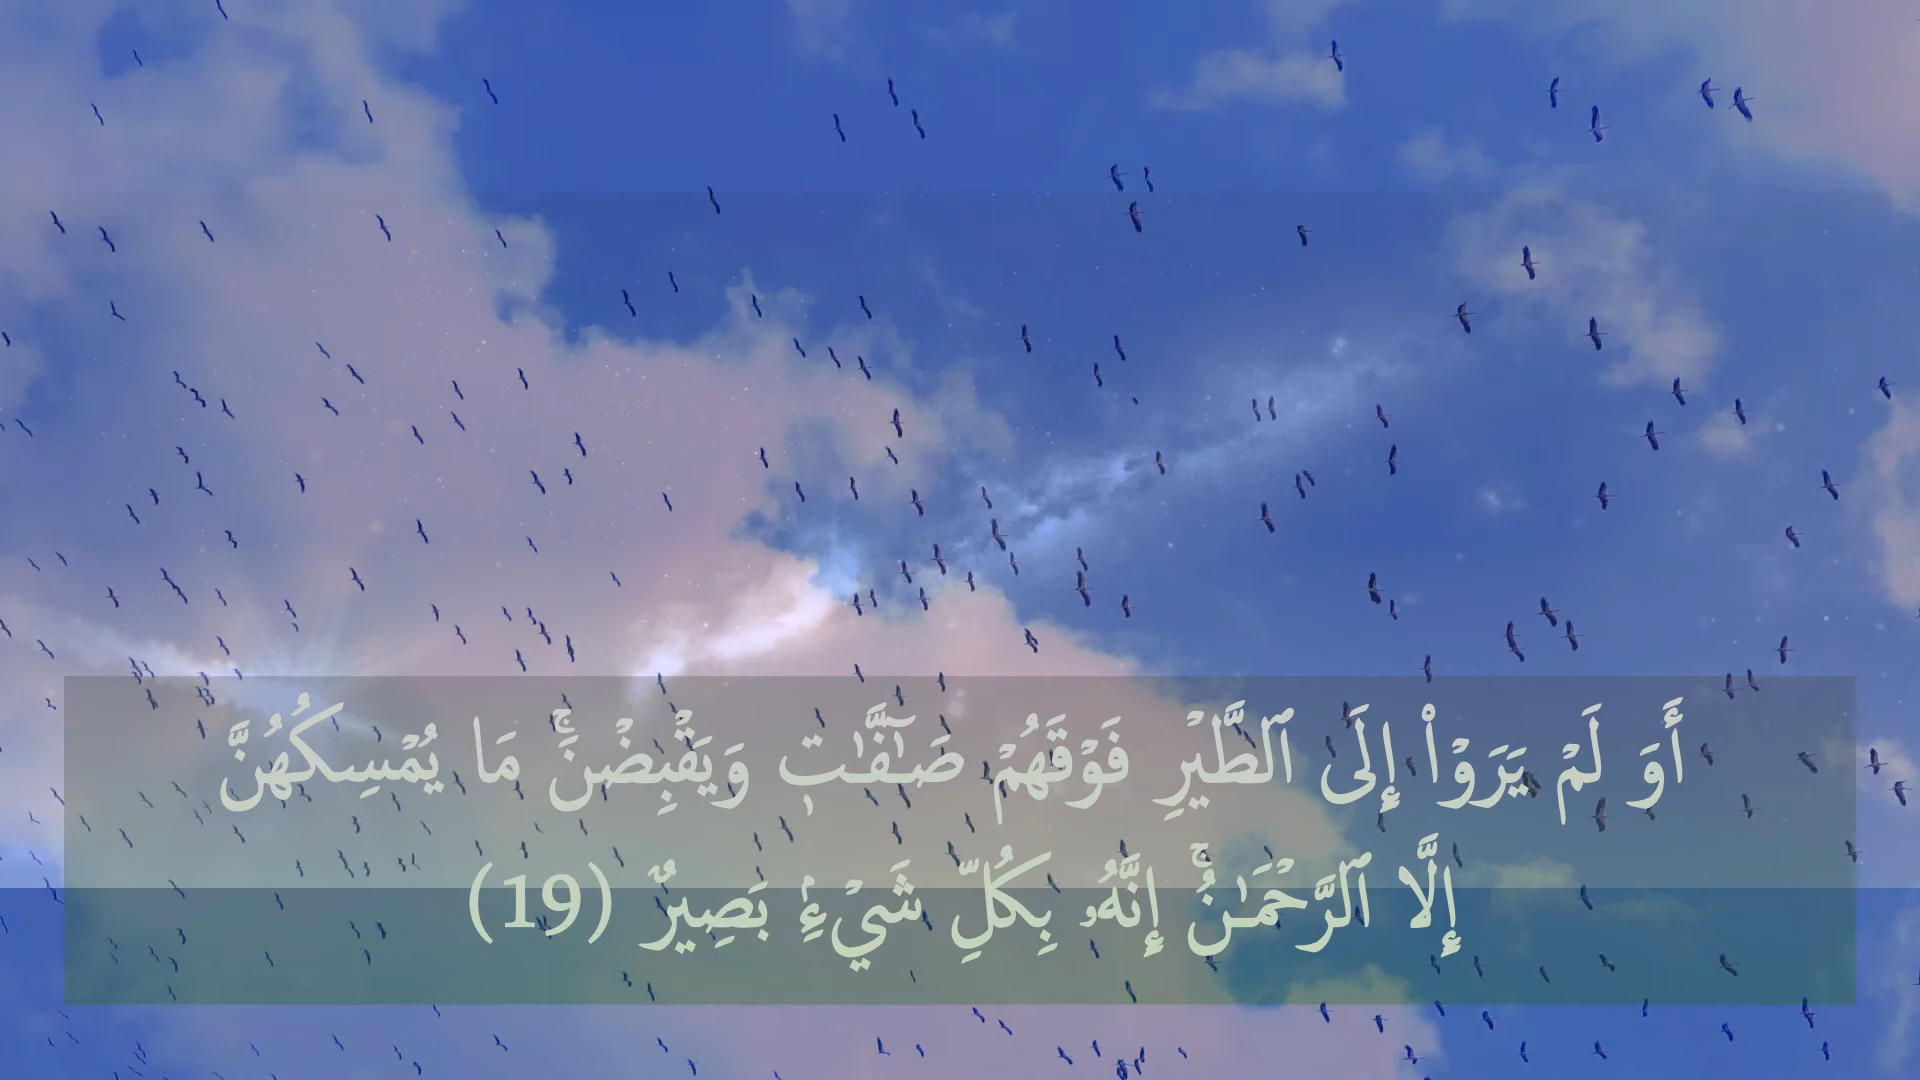 أَوَ لَمْ يَرَوْا۟ إِلَى ٱلطَّيْرِ فَوْقَهُمْ صَـٰٓفَّـٰتٍۢ وَيَقْبِضْنَ ۚ مَا يُمْسِكُهُنَّ
إِلَّا ٱلرَّحْمَـٰنُ ۚ إِنَّهُۥ بِكُلِّ شَىْءٍۭ بَصِيرٌ (19)